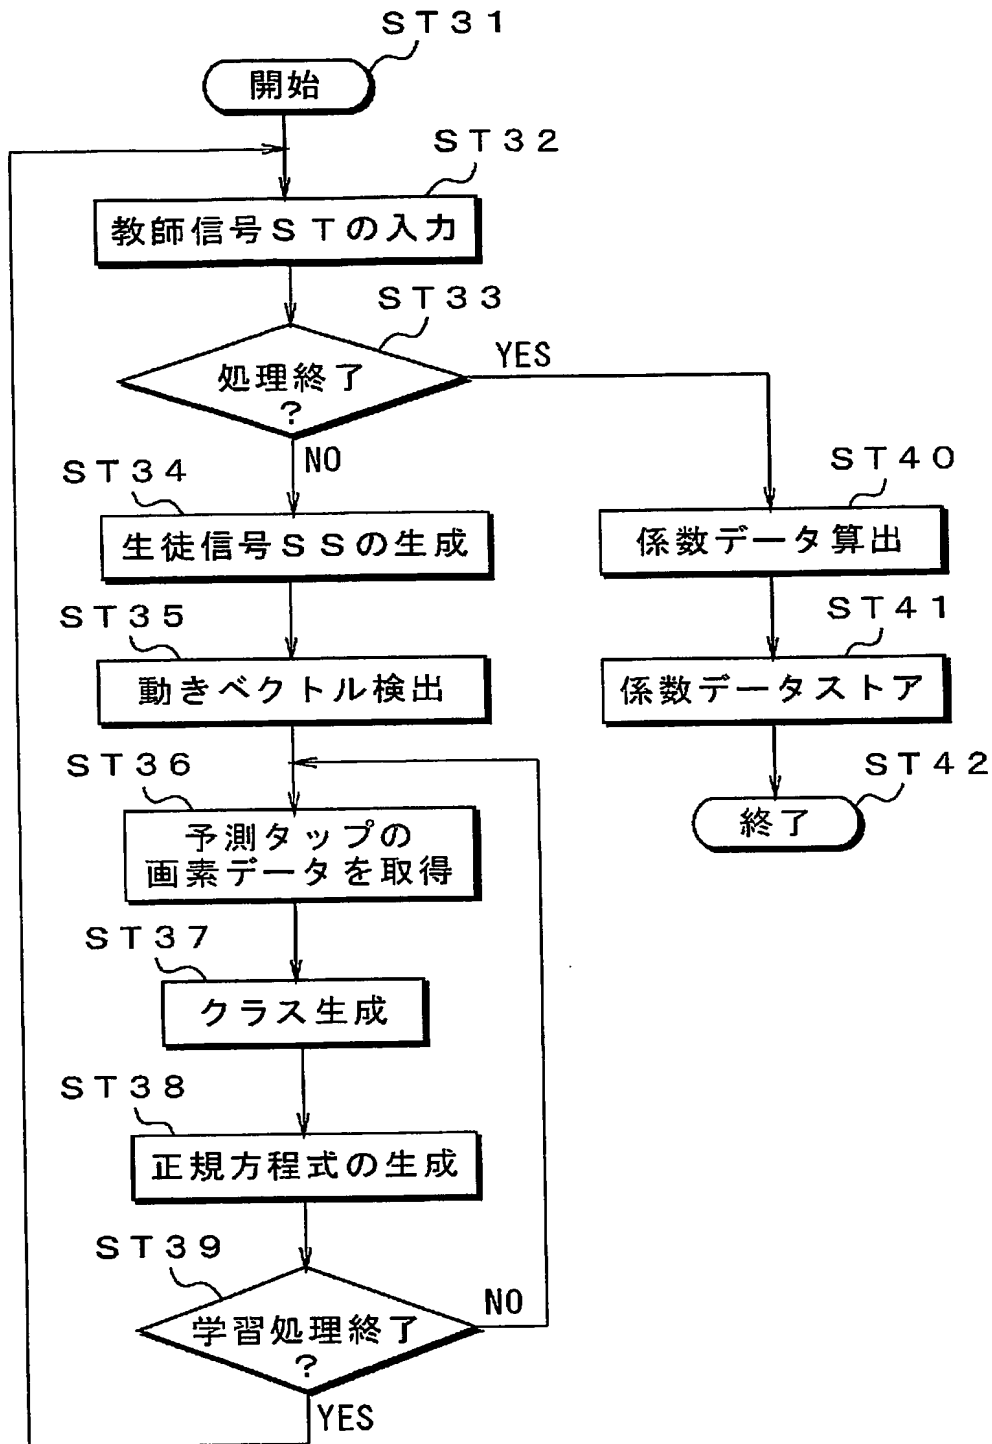 ST31
開始
ST32
教師信号STの入力
ST33
処理終了
?
YES
NO
ST34
生徒信号SSの生成
ST40
係数データ算出
ST35
動きベクトル検出
ST41
係数データストア
ST36
予測タップの
画素データを取得
ST42
終了
ST37
クラス生成
ST38
正規方程式の生成
ST39
学習処理終了
?
NO
YES